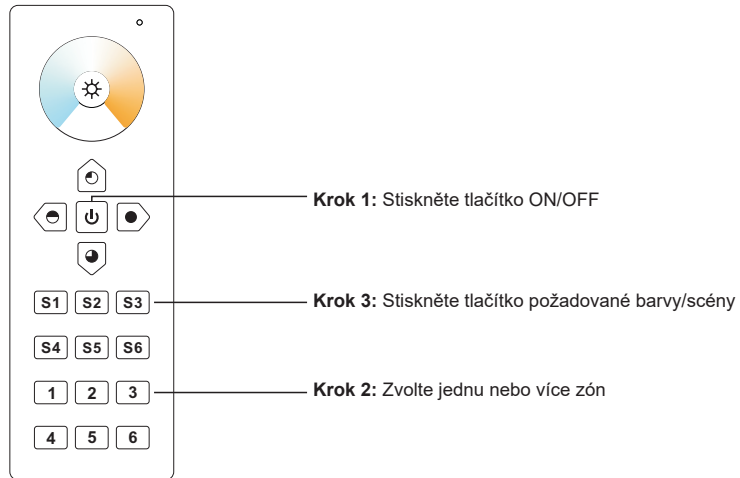 Krok 1: Stiskněte tlačítko ON/OFF
S1 S2 S3
Krok 3: Stiskněte tlačítko požadované barvy/scény
S4 S5 S6
1 2 3
Krok 2: Zvolte jednu nebo více zón
4 5 6